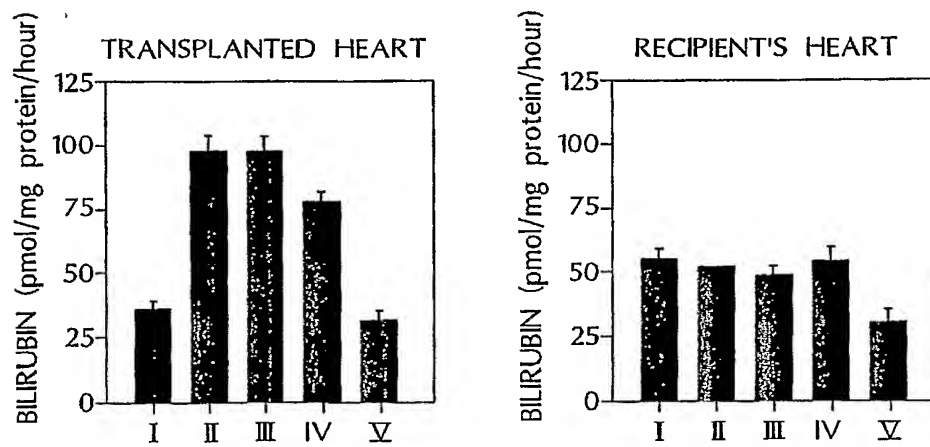 TRANSPLANTED HEART
BILIRUBIN (pmol/mg protein/hour)
125
100
75
50
25
0
I II III IV V
RECIPIENT'S HEART
BILIRUBIN (pmol/mg protein/hour)
125
100
75
50
25
0
I II III IV V